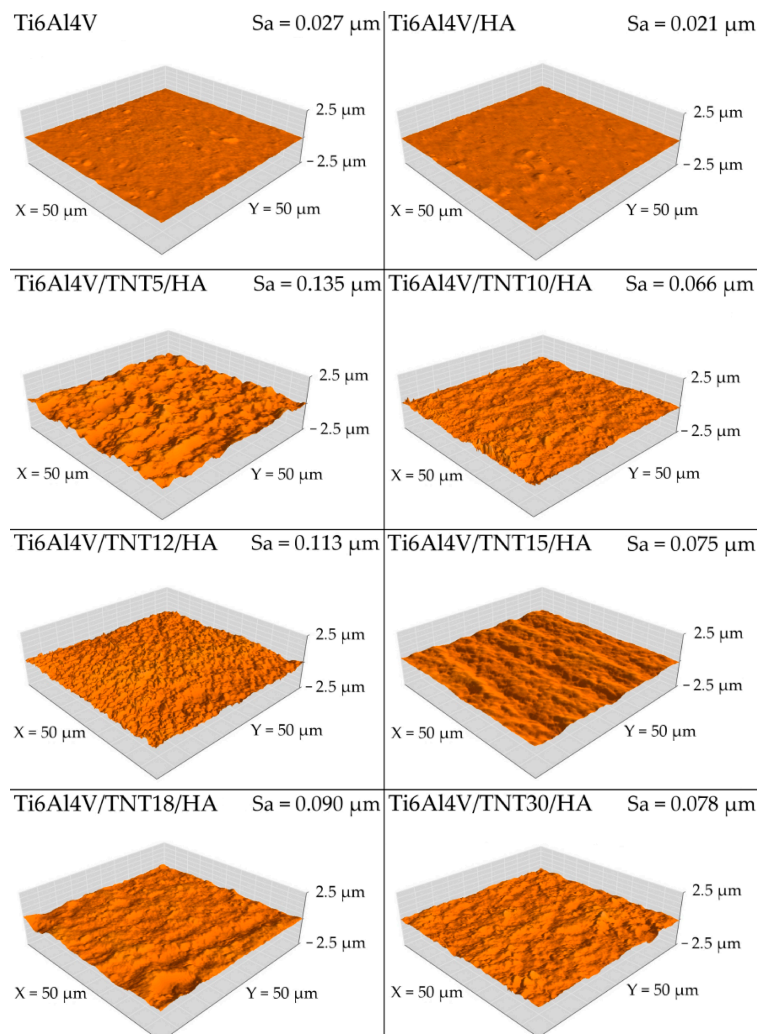 Ti6Al4V Sa = 0.027 μm
2.5 μm
– 2.5 μm
X = 50 μm
Y = 50 μm
Ti6Al4V/HA Sa = 0.021 μm
2.5 μm
– 2.5 μm
X = 50 μm
Y = 50 μm
Ti6Al4V/TNT5/HA Sa = 0.135 μm
2.5 μm
– 2.5 μm
X = 50 μm
Y = 50 μm
Ti6Al4V/TNT10/HA Sa = 0.066 μm
2.5 μm
– 2.5 μm
X = 50 μm
Y = 50 μm
Ti6Al4V/TNT12/HA Sa = 0.113 μm
2.5 μm
– 2.5 μm
X = 50 μm
Y = 50 μm
Ti6Al4V/TNT15/HA Sa = 0.075 μm
2.5 μm
– 2.5 μm
X = 50 μm
Y = 50 μm
Ti6Al4V/TNT18/HA Sa = 0.090 μm
2.5 μm
– 2.5 μm
X = 50 μm
Y = 50 μm
Ti6Al4V/TNT30/HA Sa = 0.078 μm
2.5 μm
– 2.5 μm
X = 50 μm
Y = 50 μm